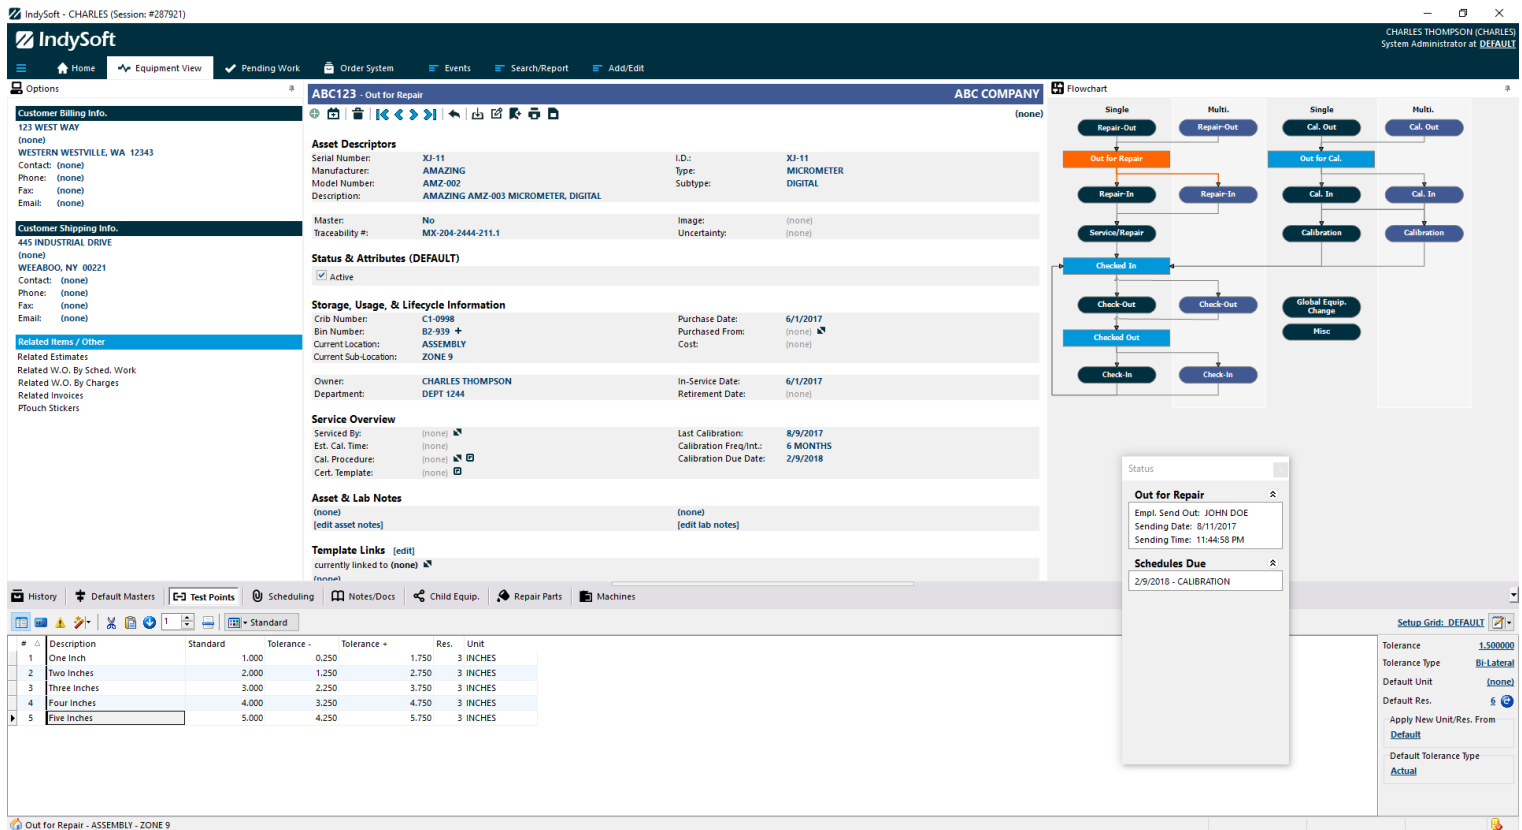 IndySoft - CHARLES (Session: #287921)
IndySoft
CHARLES THOMPSON (CHARLES)
System Administrator at DEFAULT
Home Equipment View Pending Work Order System Events Search/Report Add/Edit
Options
Customer Billing Info.
123 WEST WAY
(none)
WESTERN WESTVILLE, WA 12343
Contact: (none)
Phone: (none)
Fax: (none)
Email: (none)
Customer Shipping Info.
445 INDUSTRIAL DRIVE
(none)
WEEABOO, NY 00221
Contact: (none)
Phone: (none)
Fax: (none)
Email: (none)
Related Items / Other
Related Estimates
Related W.O. By Sched. Work
Related W.O. By Charges
Related Invoices
PTouch Stickers
ABC123 - Out for Repair ABC COMPANY
(none)
Asset Descriptors
Serial Number: XJ-11 I.D.: XJ-11
Manufacturer: AMAZING Type: MICROMETER
Model Number: AMZ-002 Subtype: DIGITAL
Description: AMAZING AMZ-003 MICROMETER, DIGITAL
Master: No Image: (none)
Traceability #: MX-204-2444-211.1 Uncertainty: (none)
Status & Attributes (DEFAULT)
Active
Storage, Usage, & Lifecycle Information
Crib Number: C1-0998 Purchase Date: 6/1/2017
Bin Number: B2-939 + Purchased From: (none)
Current Location: ASSEMBLY Cost: (none)
Current Sub-Location: ZONE 9
Owner: CHARLES THOMPSON In-Service Date: 6/1/2017
Department: DEPT 1244 Retirement Date: (none)
Service Overview
Serviced By: (none) Last Calibration: 8/9/2017
Est. Cal. Time: (none) Calibration Freq/Int.: 6 MONTHS
Cal. Procedure: (none) Calibration Due Date: 2/9/2018
Cert. Template: (none)
Asset & Lab Notes
(none) (none)
[edit asset notes] [edit lab notes]
Template Links [edit]
currently linked to (none)
(none)
Flowchart
Single Multi. Single Multi.
Repair-Out Repair-Out Cal. Out Cal. Out
Out for Repair Out for Cal.
Repair-In Repair-In Cal. In Cal. In
Service/Repair Calibration Calibration
Checked In
Check-Out Check-Out Global Equip. Change
Misc
Checked Out
Check-In Check-In
Status
Out for Repair
Empl. Send Out: JOHN DOE
Sending Date: 8/11/2017
Sending Time: 11:44:58 PM
Schedules Due
2/9/2018 - CALIBRATION
History Default Masters Test Points Scheduling Notes/Docs Child Equip. Repair Parts Machines
1 Standard Setup Grid: DEFAULT
# Description Standard Tolerance - Tolerance + Res. Unit
1 One Inch 1.000 0.250 1.750 3 INCHES
2 Two Inches 2.000 1.250 2.750 3 INCHES
3 Three Inches 3.000 2.250 3.750 3 INCHES
4 Four Inches 4.000 3.250 4.750 3 INCHES
5 Five Inches 5.000 4.250 5.750 3 INCHES
Tolerance 1.500000
Tolerance Type Bi-Lateral
Default Unit (none)
Default Res. 6
Apply New Unit/Res. From
Default
Default Tolerance Type
Actual
Out for Repair - ASSEMBLY - ZONE 9